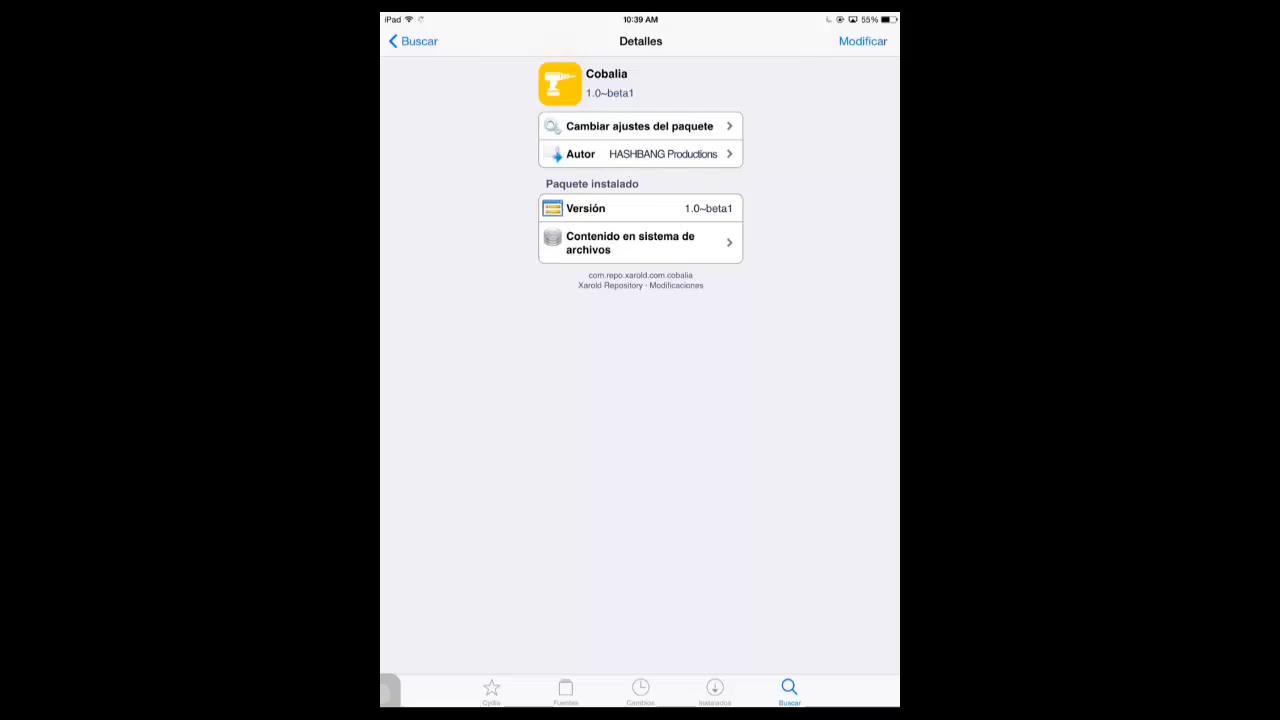 iPad 10:39 AM 55%
Buscar Detalles Modificar
Cobalia
1.0~beta1
Cambiar ajustes del paquete
Autor HASHBANG Productions
Paquete instalado
Versión 1.0~beta1
Contenido en sistema de
archivos
com.repo.xarold.com.cobalia
Xarold Repository · Modificaciones
Cydia Fuentes Cambios Instalados Buscar